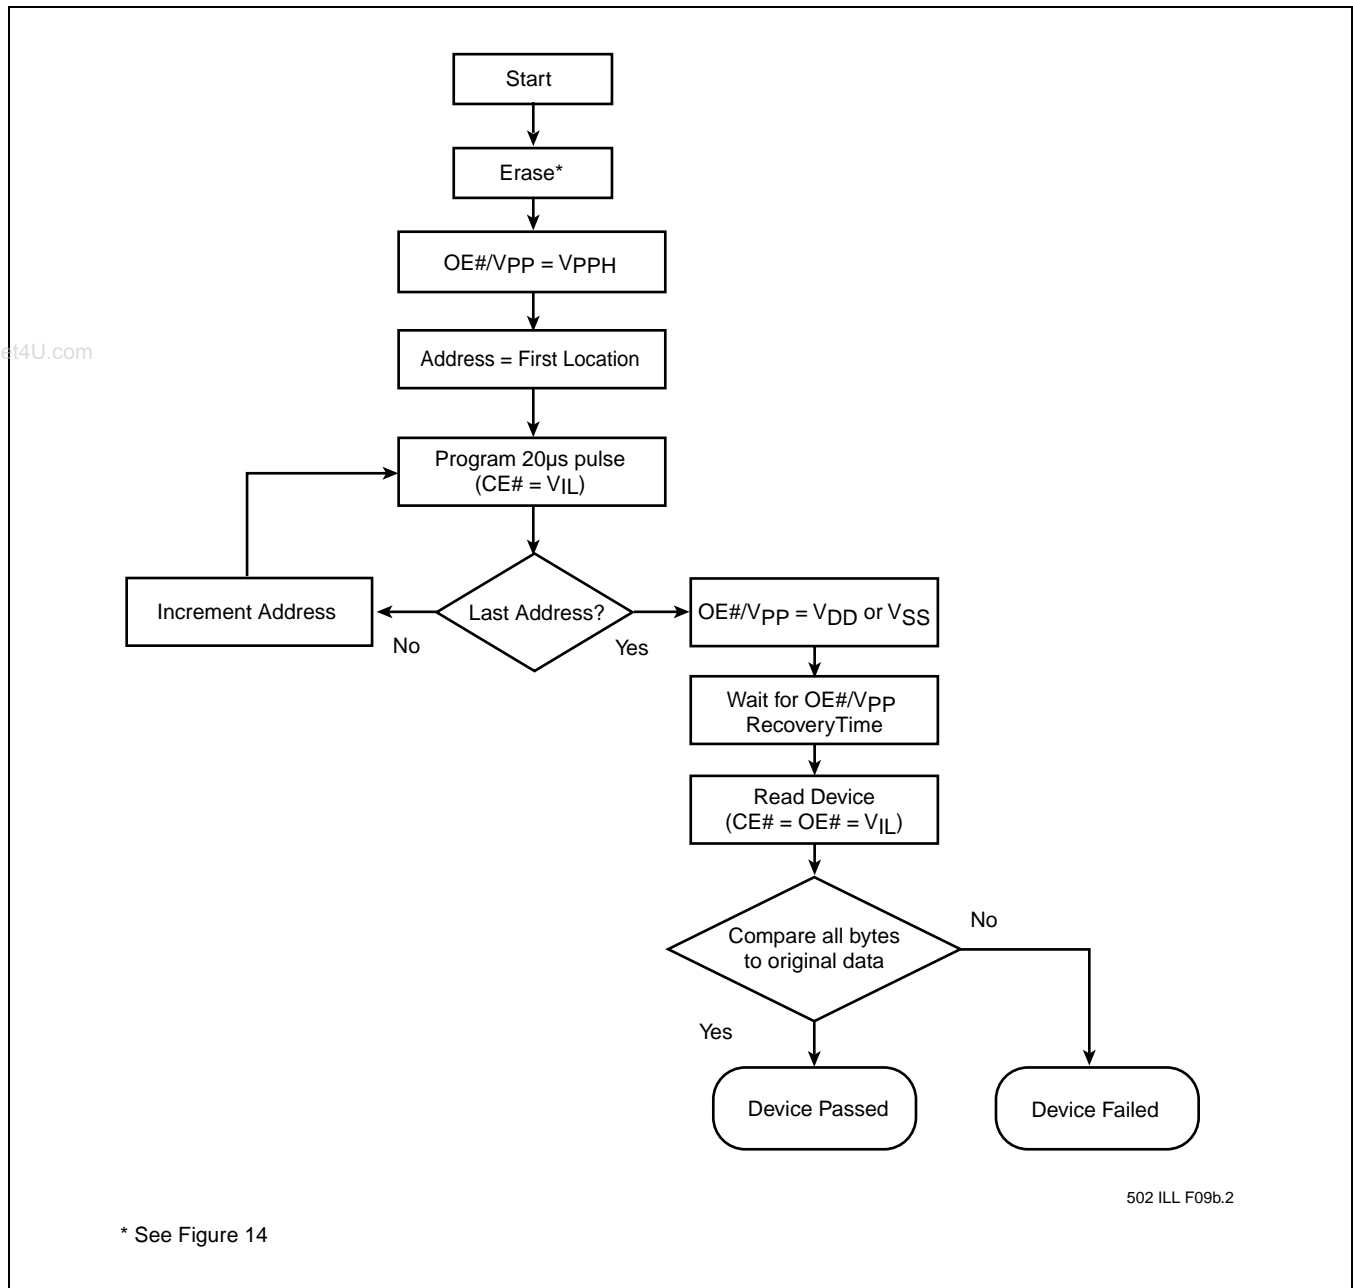 Start
Erase*
OE#/VPP = VPPH
et4U.com
Address = First Location
Program 20µs pulse
(CE# = VIL)
Increment Address
Last Address?
OE#/VPP = VDD or VSS
No
Yes
Wait for OE#/VPP
RecoveryTime
Read Device
(CE# = OE# = VIL)
No
Compare all bytes
to original data
Yes
Device Passed
Device Failed
502 ILL F09b.2
* See Figure 14